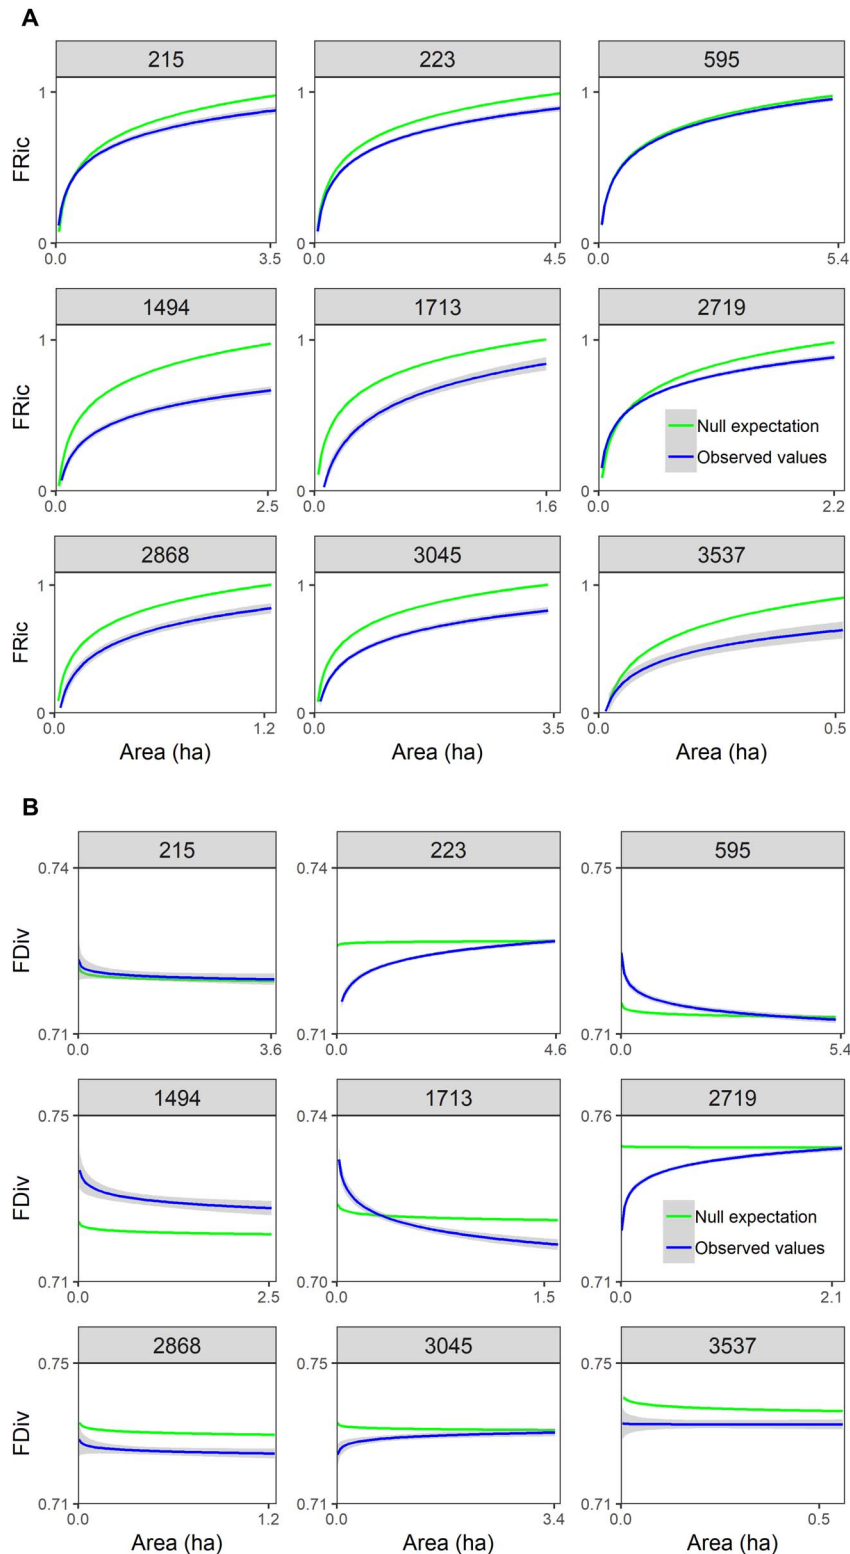 A
215 223 595
FRic
1 1 1
0 0 0
0.0 3.5 0.0 4.5 0.0 5.4
1494 1713 2719
FRic
1 1 1
Null expectation
Observed values
0 0 0
0.0 2.5 0.0 1.6 0.0 2.2
2868 3045 3537
FRic
1 1 1
0 0 0
0.0 1.2 0.0 3.5 0.0 0.5
Area (ha) Area (ha) Area (ha)
B
215 223 595
FDiv
0.74 0.74 0.75
0.71 0.71 0.71
0.0 3.6 0.0 4.6 0.0 5.4
1494 1713 2719
FDiv
0.75 0.74 0.76
Null expectation
Observed values
0.71 0.70 0.71
0.0 2.5 0.0 1.5 0.0 2.1
2868 3045 3537
FDiv
0.75 0.75 0.75
0.71 0.71 0.71
0.0 1.2 0.0 3.4 0.0 0.5
Area (ha) Area (ha) Area (ha)